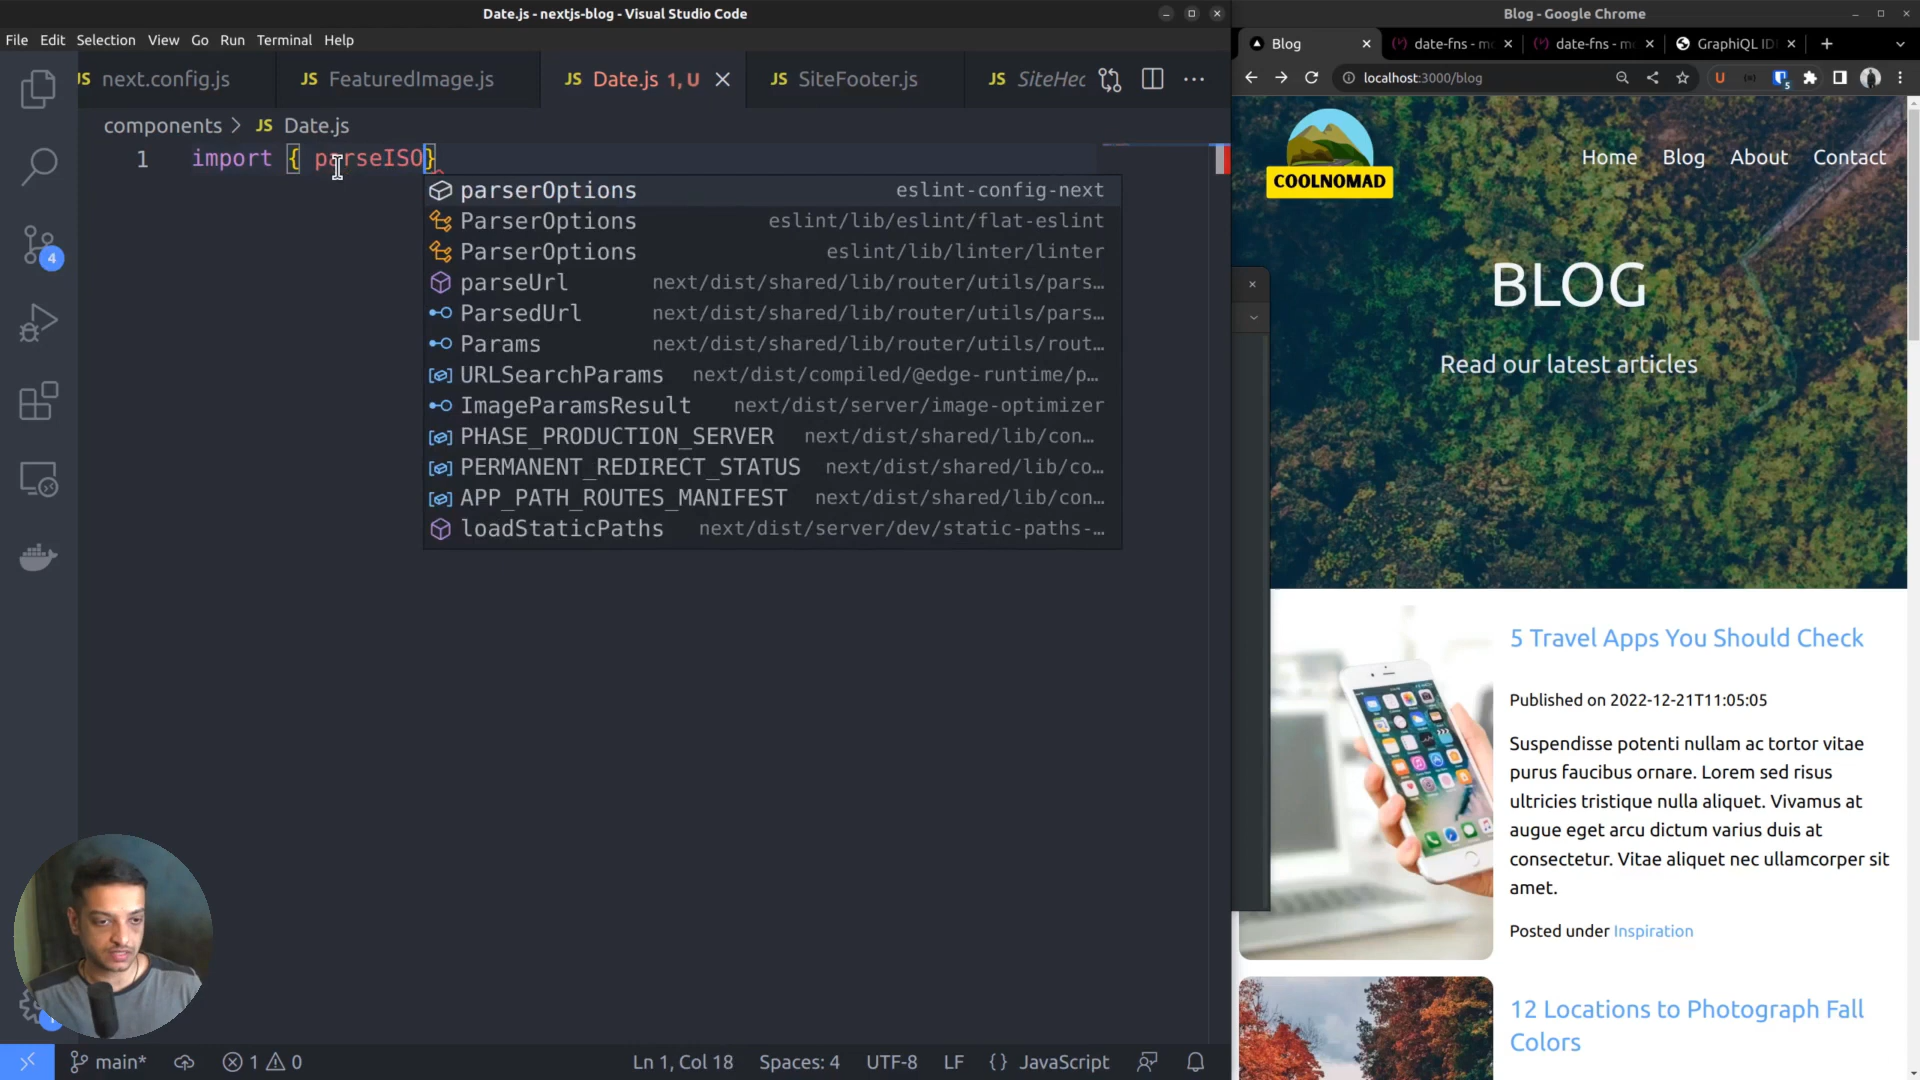 Date.js - nextjs-blog - Visual Studio Code
File Edit Selection View Go Run Terminal Help
JS next.config.js
JS FeaturedImage.js
JS Date.js 1, U
JS SiteFooter.js
JS SiteHec
components > JS Date.js
1 import { parseISO}
parserOptions eslint-config-next
ParserOptions eslint/lib/eslint/flat-eslint
ParserOptions eslint/lib/linter/linter
parseUrl next/dist/shared/lib/router/utils/pars…
ParsedUrl next/dist/shared/lib/router/utils/pars…
Params next/dist/shared/lib/router/utils/rout…
URLSearchParams next/dist/compiled/@edge-runtime/p…
ImageParamsResult next/dist/server/image-optimizer
PHASE_PRODUCTION_SERVER next/dist/shared/lib/con…
PERMANENT_REDIRECT_STATUS next/dist/shared/lib/co…
APP_PATH_ROUTES_MANIFEST next/dist/shared/lib/con…
loadStaticPaths next/dist/server/dev/static-paths-…
4
main* 1 0
Ln 1, Col 18 Spaces: 4 UTF-8 LF {} JavaScript
Blog - Google Chrome
Blog
date-fns - mo
date-fns - mo
GraphiQL IDE
localhost:3000/blog
U
5
COOLNOMAD
Home Blog About Contact
BLOG
Read our latest articles
5 Travel Apps You Should Check
Published on 2022-12-21T11:05:05
Suspendisse potenti nullam ac tortor vitae
purus faucibus ornare. Lorem sed risus
ultricies tristique nulla aliquet. Vivamus at
augue eget arcu dictum varius duis at
consectetur. Vitae aliquet nec ullamcorper sit
amet.
Posted under Inspiration
12 Locations to Photograph Fall
Colors